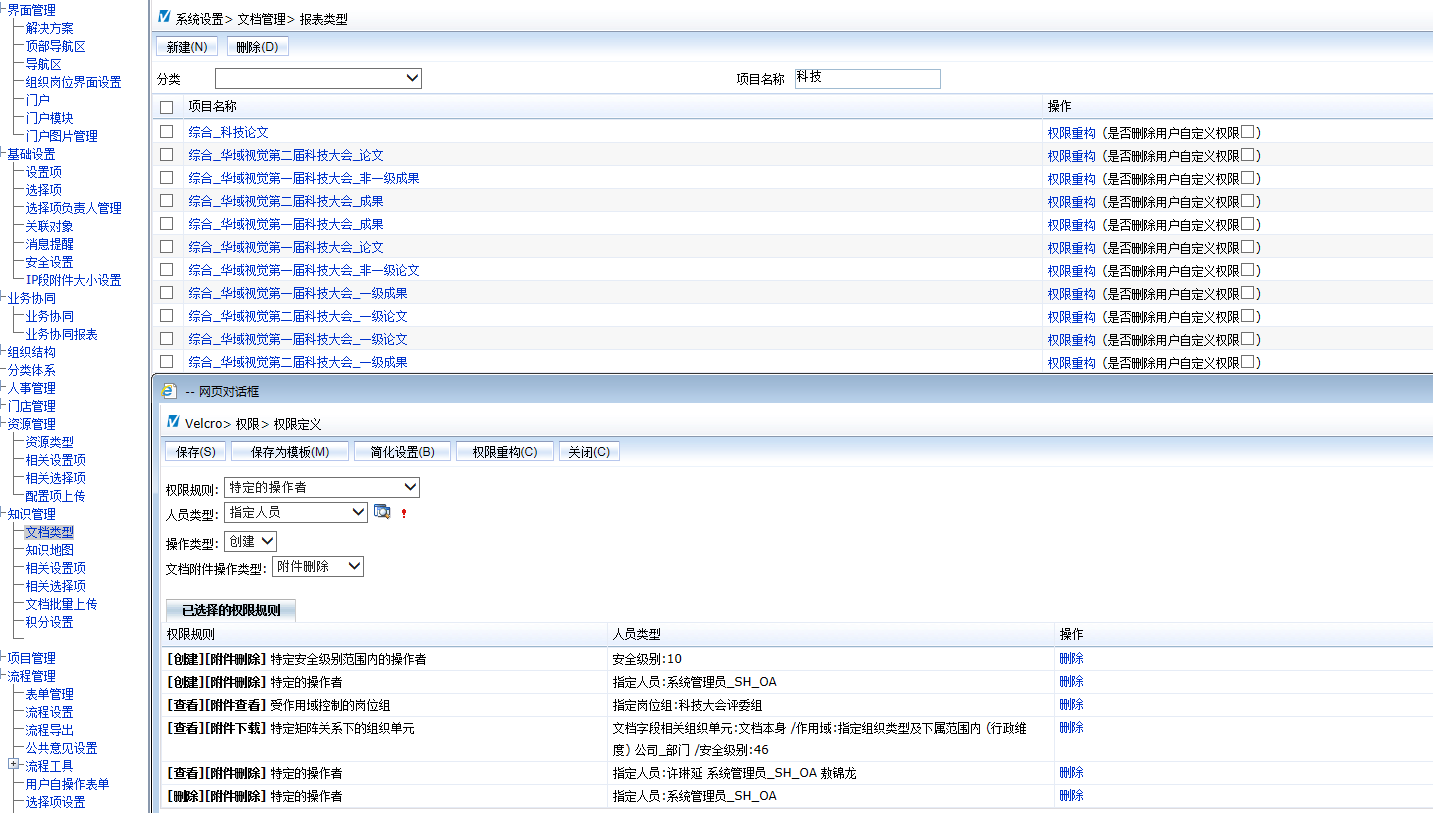 界面管理
解决方案
顶部导航区
导航区
组织岗位界面设置
门户
门户模块
门户图片管理
基础设置
设置项
选择项
选择项负责人管理
关联对象
消息提醒
安全设置
IP段附件大小设置
业务协同
业务协同
业务协同报表
组织结构
分类体系
人事管理
门店管理
资源管理
资源类型
相关设置项
相关选择项
配置项上传
知识管理
文档类型
知识地图
相关设置项
相关选择项
文档批量上传
积分设置
项目管理
流程管理
表单管理
流程设置
流程导出
公共意见设置
流程工具
用户自操作表单
选择项设置
系统设置> 文档管理> 报表类型
新建(N) 删除(D)
分类 项目名称 科技
项目名称 操作
综合_科技论文 权限重构 (是否删除用户自定义权限)
综合_华域视觉第二届科技大会_论文 权限重构 (是否删除用户自定义权限)
综合_华域视觉第一届科技大会_非一级成果 权限重构 (是否删除用户自定义权限)
综合_华域视觉第二届科技大会_成果 权限重构 (是否删除用户自定义权限)
综合_华域视觉第一届科技大会_成果 权限重构 (是否删除用户自定义权限)
综合_华域视觉第一届科技大会_论文 权限重构 (是否删除用户自定义权限)
综合_华域视觉第一届科技大会_非一级论文 权限重构 (是否删除用户自定义权限)
综合_华域视觉第一届科技大会_一级成果 权限重构 (是否删除用户自定义权限)
综合_华域视觉第二届科技大会_一级论文 权限重构 (是否删除用户自定义权限)
综合_华域视觉第一届科技大会_一级论文 权限重构 (是否删除用户自定义权限)
综合_华域视觉第二届科技大会_一级成果 权限重构 (是否删除用户自定义权限)
-- 网页对话框
Velcro> 权限> 权限定义
保存(S) 保存为模板(M) 简化设置(B) 权限重构(C) 关闭(C)
权限规则: 特定的操作者
人员类型: 指定人员 !
操作类型: 创建
文档附件操作类型: 附件删除
已选择的权限规则
权限规则 人员类型 操作
[创建][附件删除] 特定安全级别范围内的操作者 安全级别:10 删除
[创建][附件删除] 特定的操作者 指定人员:系统管理员_SH_OA 删除
[查看][附件查看] 受作用域控制的岗位组 指定岗位组:科技大会评委组 删除
[查看][附件下载] 特定矩阵关系下的组织单元 文档字段相关组织单元:文档本身 /作用域:指定组织类型及下属范围内 (行政维 删除
度) 公司_部门 /安全级别:46
[查看][附件删除] 特定的操作者 指定人员:许琳延 系统管理员_SH_OA 敖锦龙 删除
[删除][附件删除] 特定的操作者 指定人员:系统管理员_SH_OA 删除